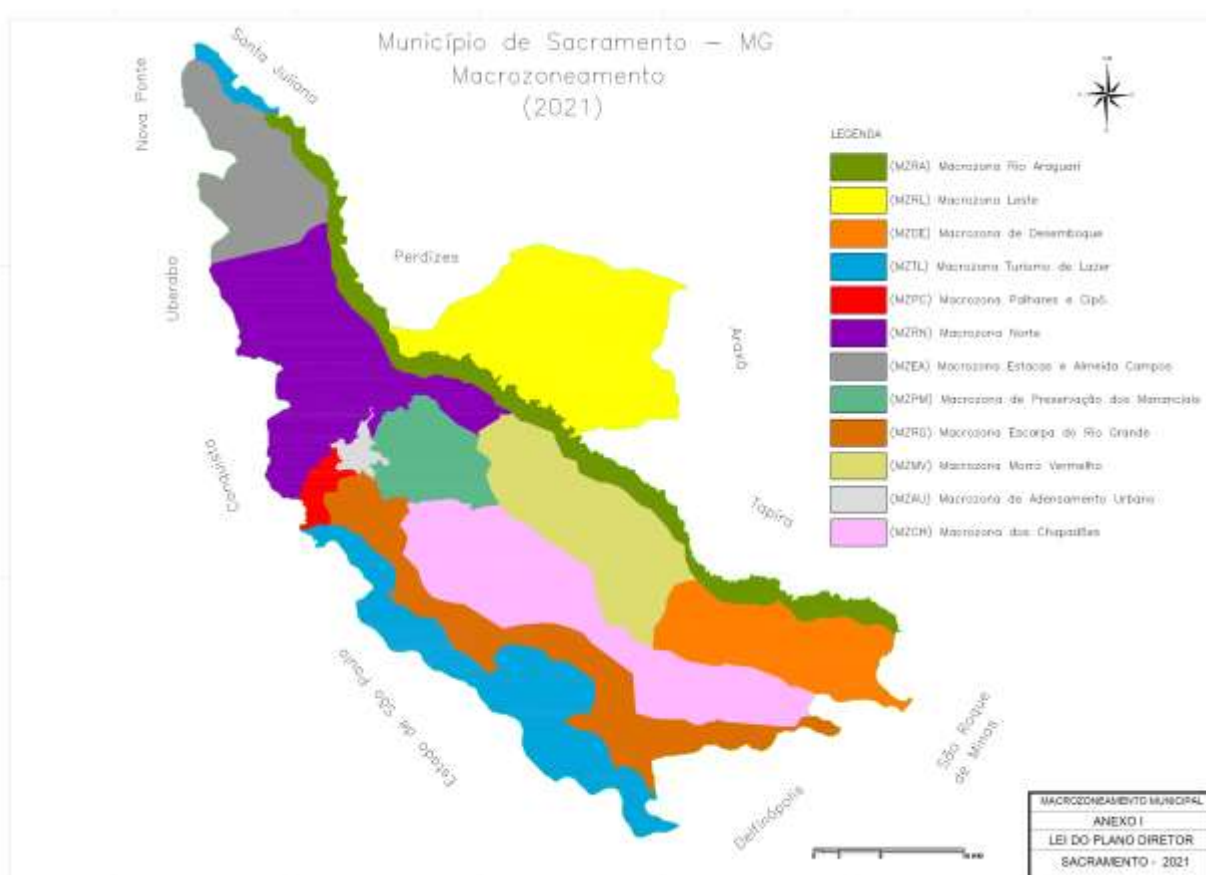 Município de Sacramento - MG
Macrozoneamento
(2021)
Santa Juliana
Nova Ponte
Uberaba
Perdizes
Araxá
Conquista
Tapira
Estado de São Paulo
Delfinópolis
São Roque
de Minas.
LEGENDA
(MZRA) Macrozona Rio Araguari
(MZRL) Macrozona Leste
(MZDE) Macrozona de Desemboque
(MZTL) Macrozona Turismo de Lazer
(MZPC) Macrozona Palhares e Cipó.
(MZRN) Macrozona Norte
(MZEA) Macrozona Estacao e Almeida Campos
(MZPM) Macrozona de Preservação dos Mananciais
(MZRG) Macrozona Escarpa do Rio Grande
(MZMV) Macrozona Morro Vermelho
(MZAU) Macrozona de Adensamento Urbano
(MZCH) Macrozona dos Chapadões
MACROZONEAMENTO MUNICIPAL
ANEXO I
LEI DO PLANO DIRETOR
SACRAMENTO - 2021